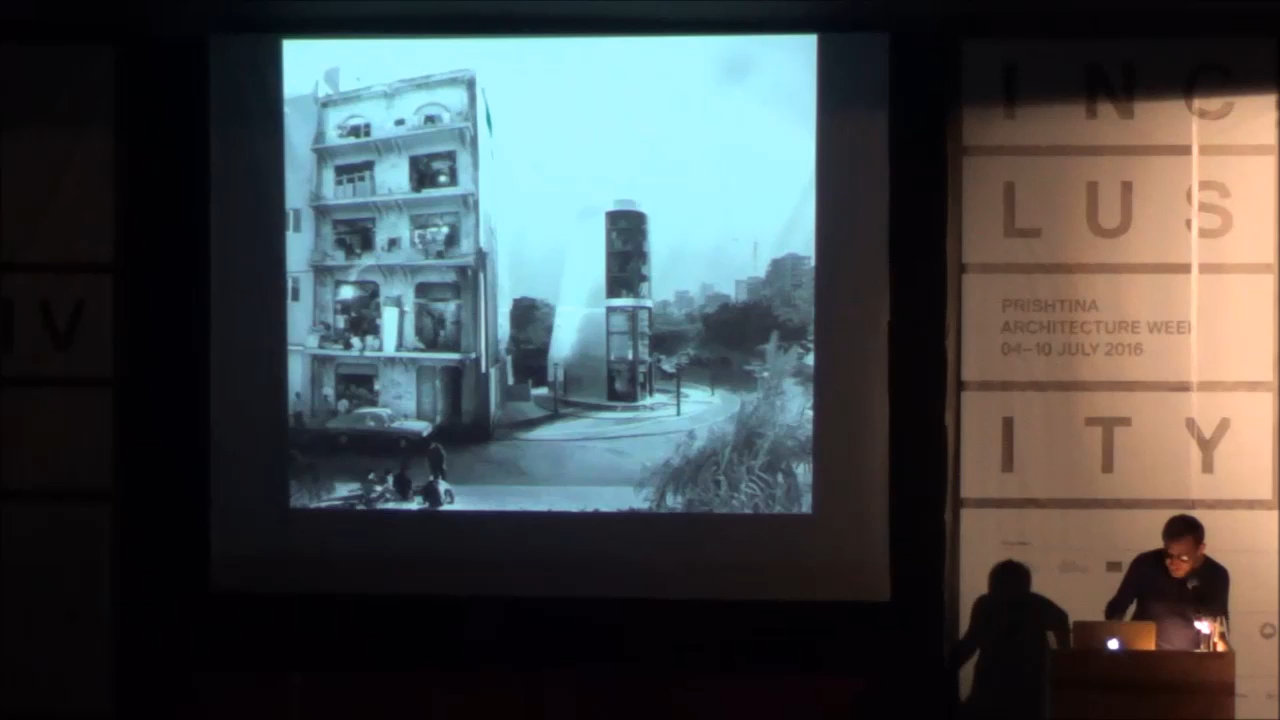 IV
INC
LUS
PRISHTINA
ARCHITECTURE WEE
04–10 JULY 2016
ITY